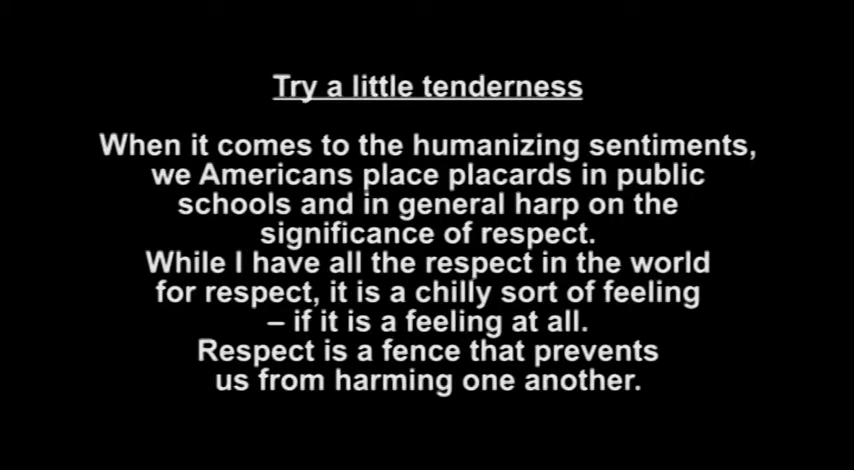 Try a little tenderness
When it comes to the humanizing sentiments,
we Americans place placards in public
schools and in general harp on the
significance of respect.
While I have all the respect in the world
for respect, it is a chilly sort of feeling
– if it is a feeling at all.
Respect is a fence that prevents
us from harming one another.